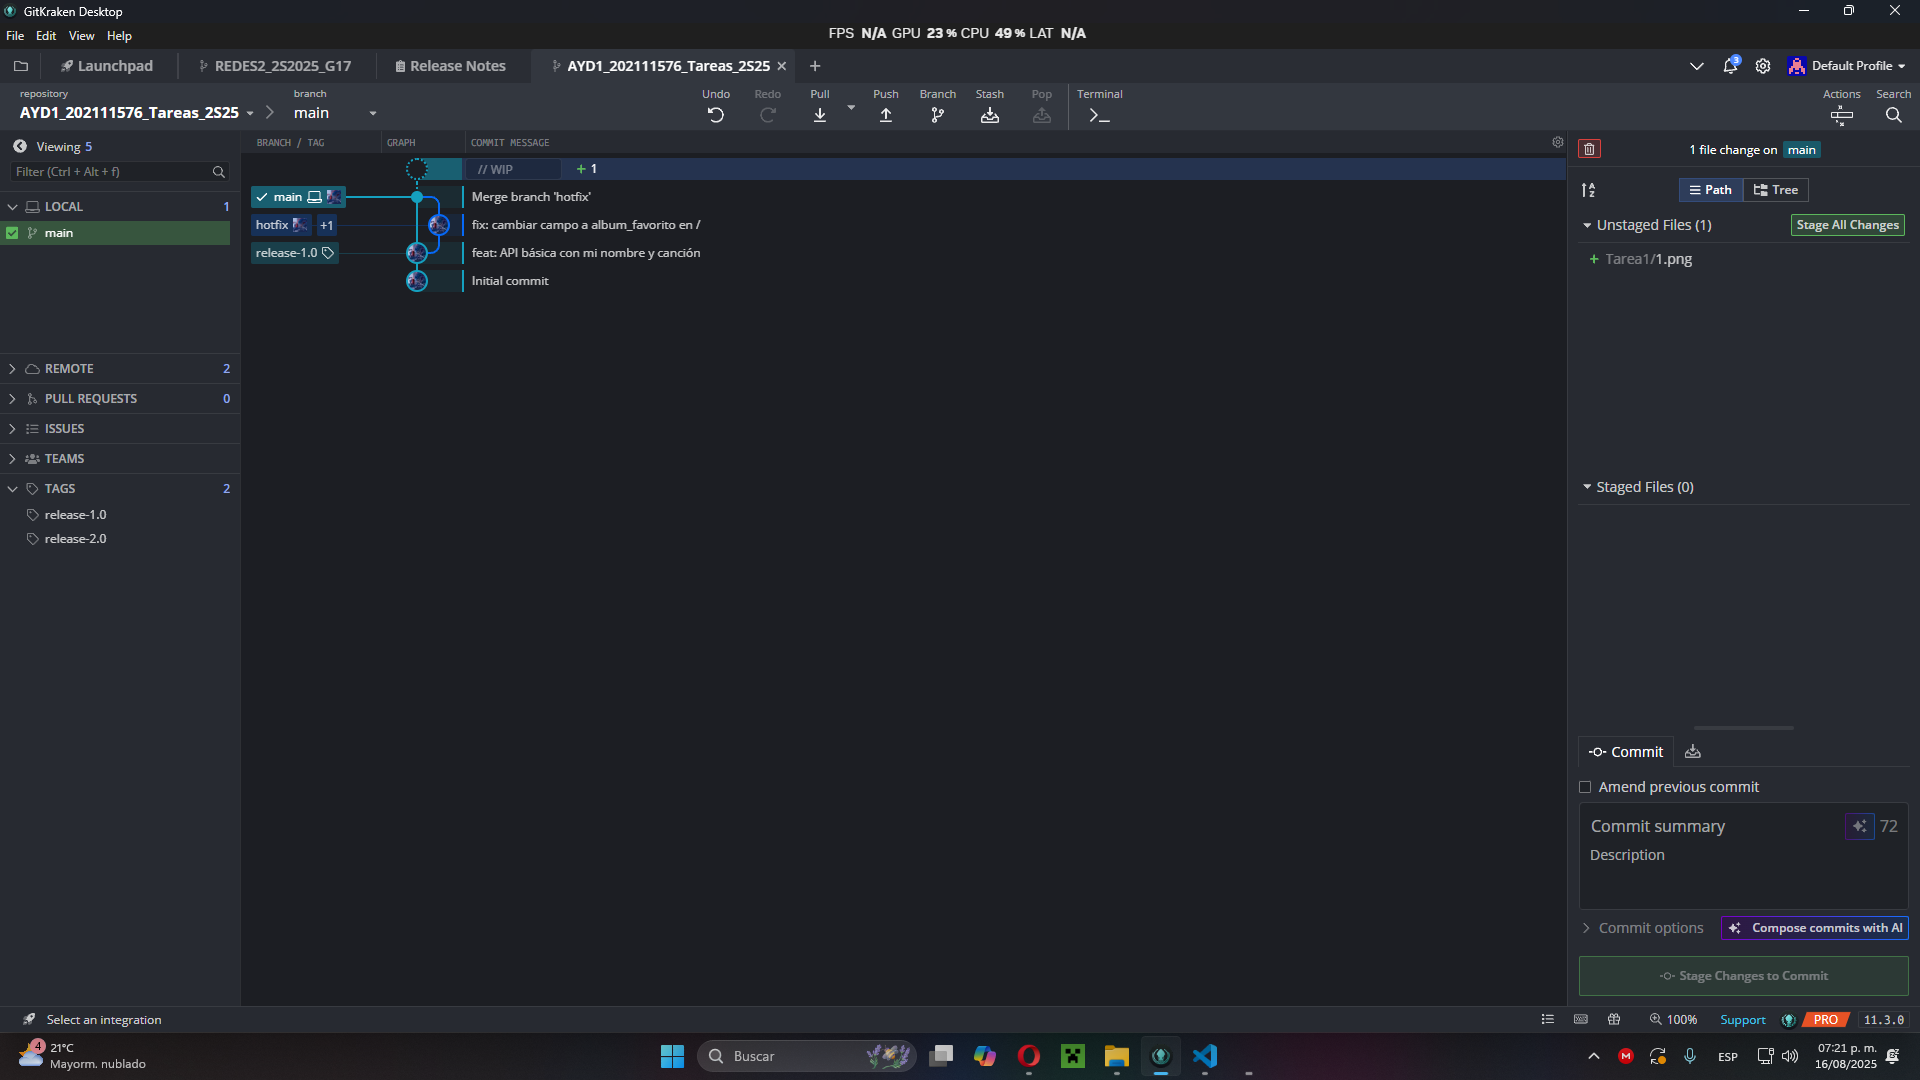 GitKraken Desktop
File Edit View Help
FPS N/A GPU 23 % CPU 49 % LAT N/A
Launchpad
REDES2_2S2025_G17
Release Notes
AYD1_202111576_Tareas_2S25
3
Default Profile
repository
AYD1_202111576_Tareas_2S25
branch
main
Undo
Redo
Pull
Push
Branch
Stash
Pop
Terminal
Actions
Search
Viewing 5
Filter (Ctrl + Alt + f)
LOCAL 1
main
REMOTE 2
PULL REQUESTS 0
ISSUES
TEAMS
TAGS 2
release-1.0
release-2.0
BRANCH / TAG GRAPH COMMIT MESSAGE
// WIP + 1
main Merge branch 'hotfix'
hotfix +1 fix: cambiar campo a album_favorito en /
release-1.0 feat: API básica con mi nombre y canción
Initial commit
1 file change on main
Path Tree
Unstaged Files (1) Stage All Changes
+ Tarea1/1.png
Staged Files (0)
Commit
Amend previous commit
Commit summary 72
Description
Commit options Compose commits with AI
Stage Changes to Commit
Select an integration
100% Support PRO 11.3.0
4
21°C
Mayorm. nublado
Buscar
M
ESP
07:21 p. m.
16/08/2025